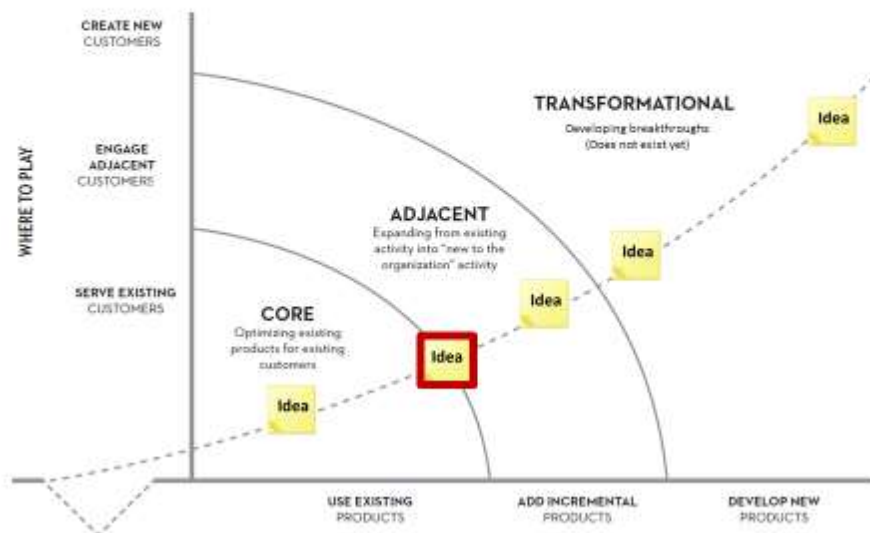 CREATE NEW
CUSTOMERS
TRANSFORMATIONAL
Developing breakthroughs
(Does not exist yet)
Idea
WHERE TO PLAY
ENGAGE
ADJACENT
CUSTOMERS
ADJACENT
Expanding from existing
activity into "new to the
organization" activity
Idea
Idea
SERVE EXISTING
CUSTOMERS
CORE
Optimizing existing
products for existing
customers
Idea
Idea
USE EXISTING
PRODUCTS
ADD INCREMENTAL
PRODUCTS
DEVELOP NEW
PRODUCTS